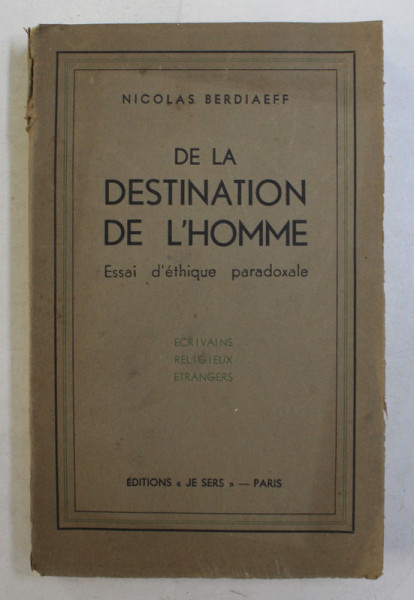 NICOLAS BERDIAEFF
DE LA
DESTINATION
DE L'HOMME
Essai d'éthique paradoxale
ECRIVAINS
RELIGIEUX
ETRANGERS
ÉDITIONS « JE SERS » — PARIS